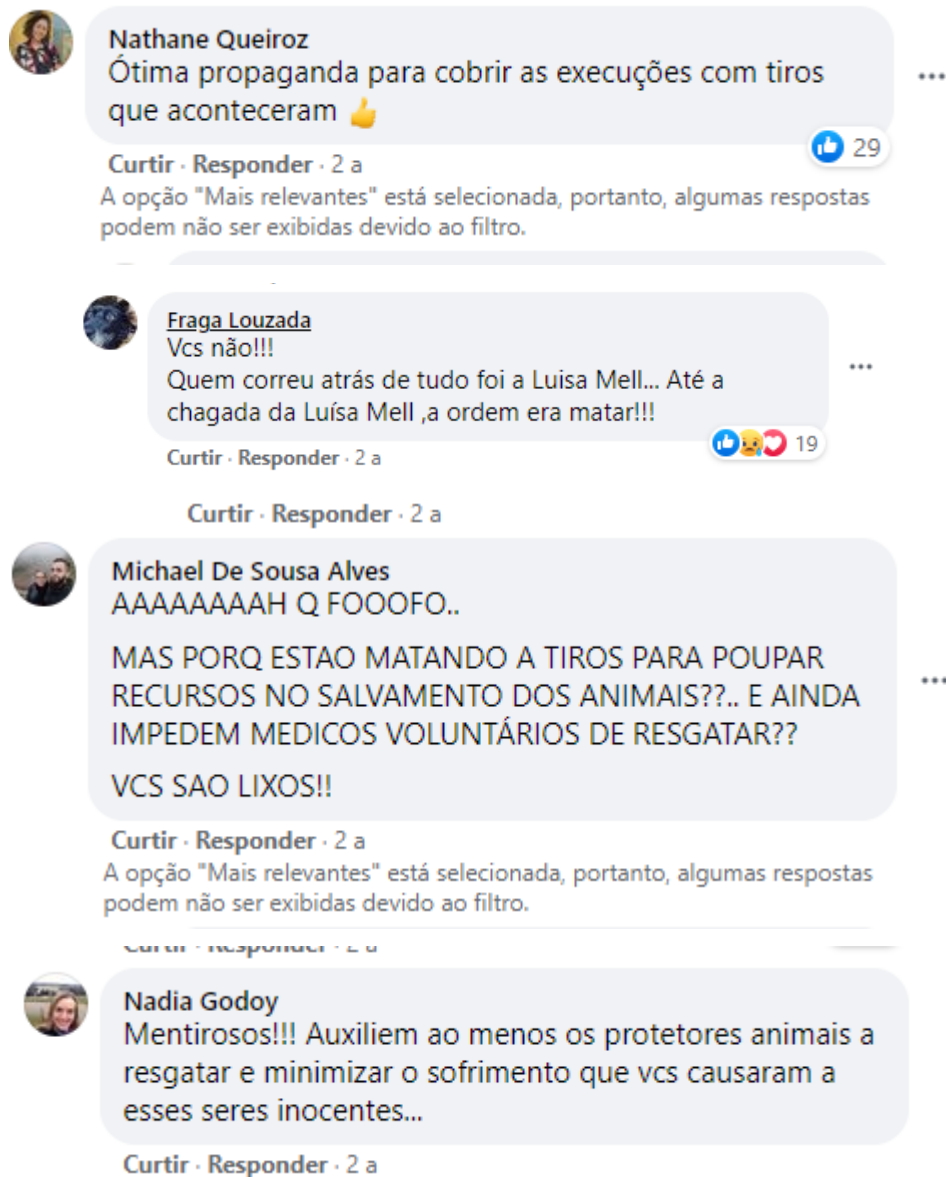 Nathane Queiroz
Ótima propaganda para cobrir as execuções com tiros
que aconteceram 👍
29
Curtir · Responder · 2 a
A opção "Mais relevantes" está selecionada, portanto, algumas respostas
podem não ser exibidas devido ao filtro.
Fraga Louzada
Vcs não!!!
Quem correu atrás de tudo foi a Luisa Mell... Até a
chagada da Luísa Mell ,a ordem era matar!!!
19
Curtir · Responder · 2 a
Curtir · Responder · 2 a
Michael De Sousa Alves
AAAAAAAAH Q FOOOFO..
MAS PORQ ESTAO MATANDO A TIROS PARA POUPAR
RECURSOS NO SALVAMENTO DOS ANIMAIS??.. E AINDA
IMPEDEM MEDICOS VOLUNTÁRIOS DE RESGATAR??
VCS SAO LIXOS!!
Curtir · Responder · 2 a
A opção "Mais relevantes" está selecionada, portanto, algumas respostas
podem não ser exibidas devido ao filtro.
Curtir · Responder · 2 a
Nadia Godoy
Mentirosos!!! Auxiliem ao menos os protetores animais a
resgatar e minimizar o sofrimento que vcs causaram a
esses seres inocentes...
Curtir · Responder · 2 a